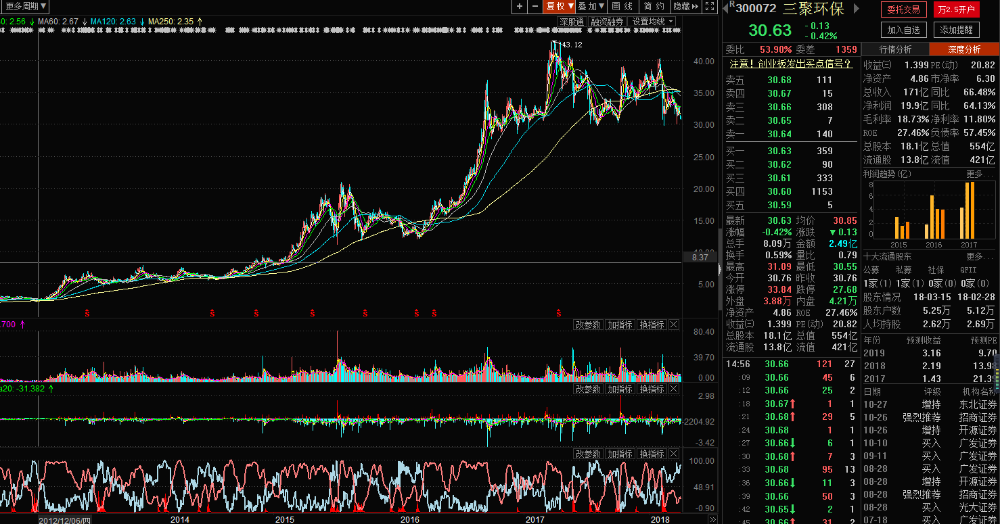 更多周期▼
+ − 复权▼ 叠加▼ 画 线 简 约 隐藏
0: 2.56 ↓ MA60: 2.67 ↓ MA120: 2.63 ↓ MA250: 2.35 ↑
深股通 融资融券 设置均线
43.12
40.00
35.00
30.00
25.00
20.00
15.00
8.37
5.00
S S S S S S S S
.700 ↑
改参数 加指标 换指标
80.40
39.70
0.00
a20: -31.382 ↑
改参数 加指标 换指标
2.98
-2204.92
-3.42
改参数 加指标 换指标
100.00
48.91
-0.90
2012/12/06/四 2014 2015 2016 2017 2018
R 300072 三聚环保
30.63 -0.13
-0.42%
委托交易 万2.5开户
加入自选 添加提醒
委比 53.90% 委差 1359
注意！创业板发出买点信号？
卖五 30.68 111
卖四 30.67 15
卖三 30.66 308
卖二 30.65 7
卖一 30.64 140
买一 30.63 359
买二 30.62 90
买三 30.61 333
买四 30.60 1153
买五 30.59 5
最新 30.63 均价 30.85
涨幅 -0.42% 涨跌 ▼0.13
总手 8.09万 金额 2.49亿
换手 0.59% 量比 0.79
最高 31.09 最低 30.55
今开 30.76 昨收 30.76
涨停 33.84 跌停 27.68
外盘 3.88万 内盘 4.21万
净资产 4.86 ROE 27.46%
收益㈢ 1.399 PE(动) 20.82
总股本 18.1亿 总值 554亿
流通股 13.8亿 流值 421亿
14:56 30.66 121 27
:09 30.66 45 6
:12 30.66 25 2
:18 30.67↑ 1 1
:21 30.68↑ 29 5
:24 30.68 1 1
:27 30.66↓ 6 1
:30 30.68↑ 7 3
:33 30.68 95 13
:36 30.66↓ 11 3
:39 30.66 50 3
:42 30.65↓ 2 1
:45 30.66↑ 31 2
行情分析 深度分析
收益㈢ 1.399 PE(动) 20.82
净资产 4.86 市净率 6.30
总收入 171亿 同比 66.48%
净利润 19.9亿 同比 64.13%
毛利率 18.73% 净利率 11.80%
ROE 27.46% 负债率 57.45%
总股本 18.1亿 总值 554亿
流通股 13.8亿 流值 421亿
利润趋势(亿) 更多...
8
6
4
2
0
2015 2016 2017
十大流通股东 更多...
公募 私募 社保 QFII
1家(1) 1家(1) 0家(0) 0家(0)
股东情况 18-03-15 18-02-28
股东户数 5.25万 5.12万
人均持股 2.62万 2.69万
年份 预测收益 预测PE
2019 3.16 9.70
2018 2.19 13.98
2017 1.43 21.3
日期 评级 机构名称
10-27 增持 东北证券
10-26 强烈推荐 招商证券
10-26 增持 开源证券
10-10 买入 广发证券
09-11 买入 广发证券
08-28 买入 广发证券
08-28 增持 开源证券
08-28 强烈推荐 招商证券
08-28 买入 光大证券
07-18 买入 广发证券